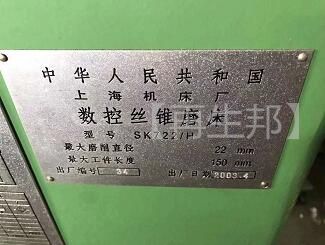 中华人民共和国
上海机床厂
数控丝锥磨床
型号 SK722/H
最大磨削直径 22 mm
最大工件长度 150 mm
出厂编号 34 出厂日期 2003.4
再生邦】